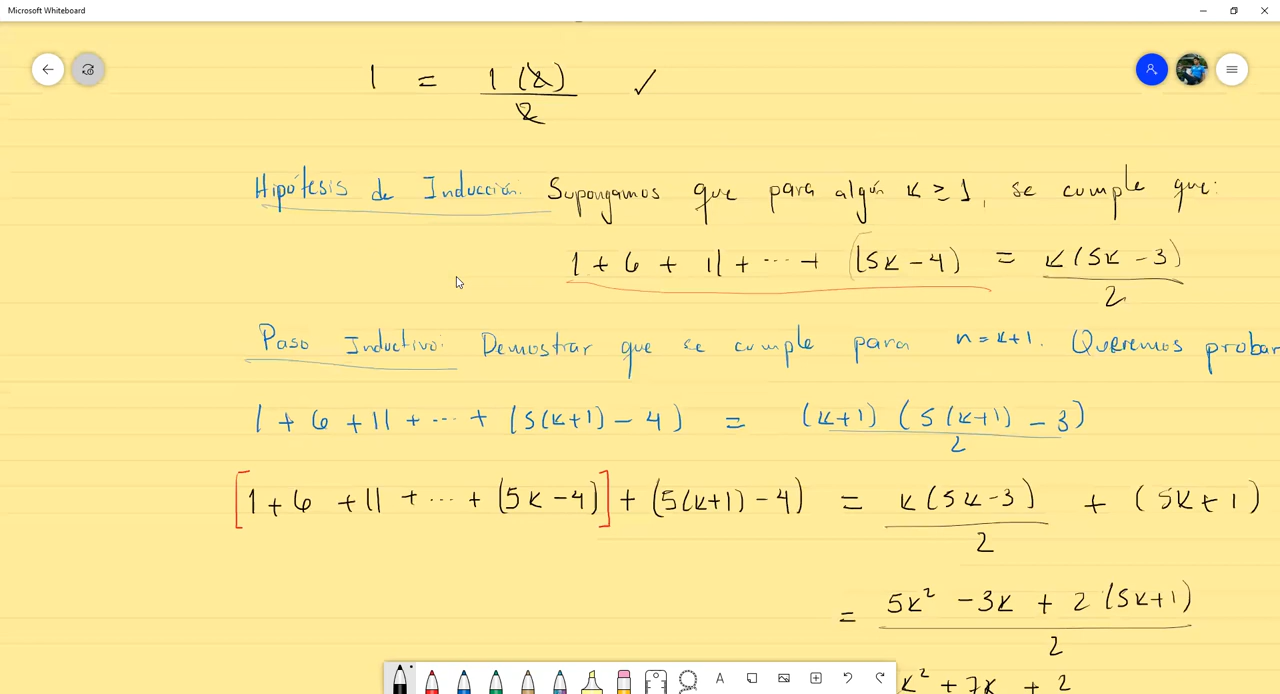 Microsoft Whiteboard
1 = 1(2)/2 ✓
Hipótesis de Inducción: Supongamos que para algún k ≥ 1, se cumple que:
1 + 6 + 11 + ... + (5k - 4) = k(5k - 3)/2
Paso Inductivo: Demostrar que se cumple para n = k+1. Queremos probar
1 + 6 + 11 + ... + (5(k+1) - 4) = (k+1)(5(k+1) - 3)/2
[1 + 6 + 11 + ... + (5k - 4)] + (5(k+1) - 4) = k(5k - 3)/2 + (5k + 1)
= 5k² - 3k + 2(5k+1)/2
k² + 7k + 2